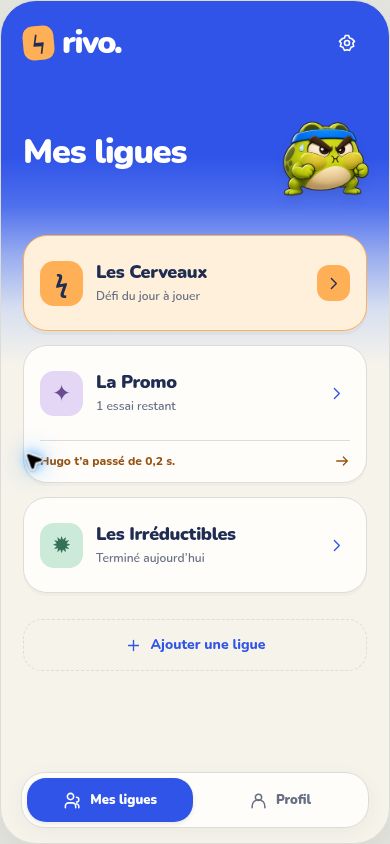 rivo.
Mes ligues
Les Cerveaux
Défi du jour à jouer
La Promo
1 essai restant
Hugo t'a passé de 0,2 s.
Les Irréductibles
Terminé aujourd'hui
Ajouter une ligue
Mes ligues
Profil